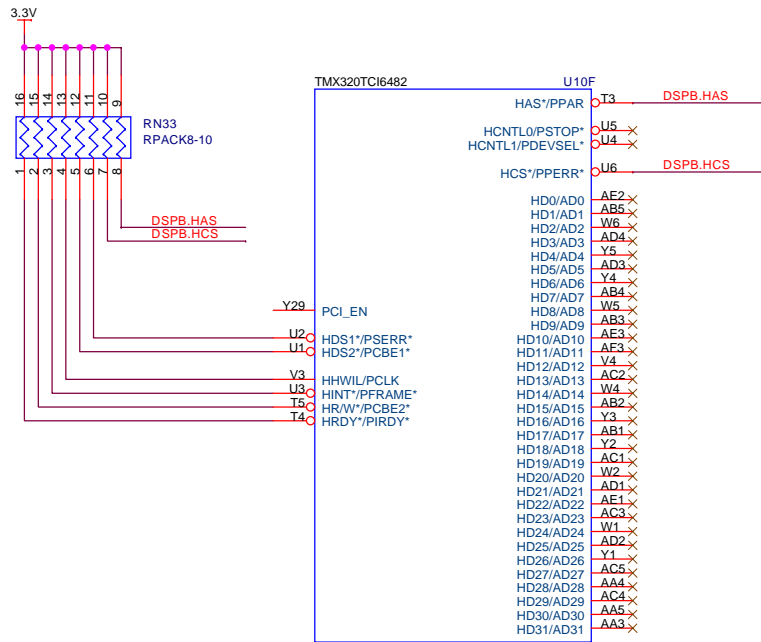 3.3V
16 15 14 13 12 11 10 9
RN33
RPACK8-10
1 2 3 4 5 6 7 8
DSPB.HAS
DSPB.HCS
TMX320TCI6482 U10F
HAS*/PPAR T3 DSPB.HAS
HCNTL0/PSTOP* U5
HCNTL1/PDEVSEL* U4
HCS*/PPERR* U6 DSPB.HCS
HD0/AD0 AE2
HD1/AD1 AB5
HD2/AD2 W6
HD3/AD3 AD4
HD4/AD4 Y5
HD5/AD5 AD3
HD6/AD6 Y4
HD7/AD7 AB4
HD8/AD8 W5
HD9/AD9 AB3
HD10/AD10 AE3
HD11/AD11 AF3
HD12/AD12 V4
HD13/AD13 AC2
HD14/AD14 W4
HD15/AD15 AB2
HD16/AD16 Y3
HD17/AD17 AB1
HD18/AD18 Y2
HD19/AD19 AC1
HD20/AD20 W2
HD21/AD21 AD1
HD22/AD22 AE1
HD23/AD23 AC3
HD24/AD24 W1
HD25/AD25 AD2
HD26/AD26 Y1
HD27/AD27 AC5
HD28/AD28 AA4
HD29/AD29 AC4
HD30/AD30 AA5
HD31/AD31 AA3
Y29 PCI_EN
U2 HDS1*/PSERR*
U1 HDS2*/PCBE1*
V3 HHWIL/PCLK
U3 HINT*/PFRAME*
T5 HR/W*/PCBE2*
T4 HRDY*/PIRDY*